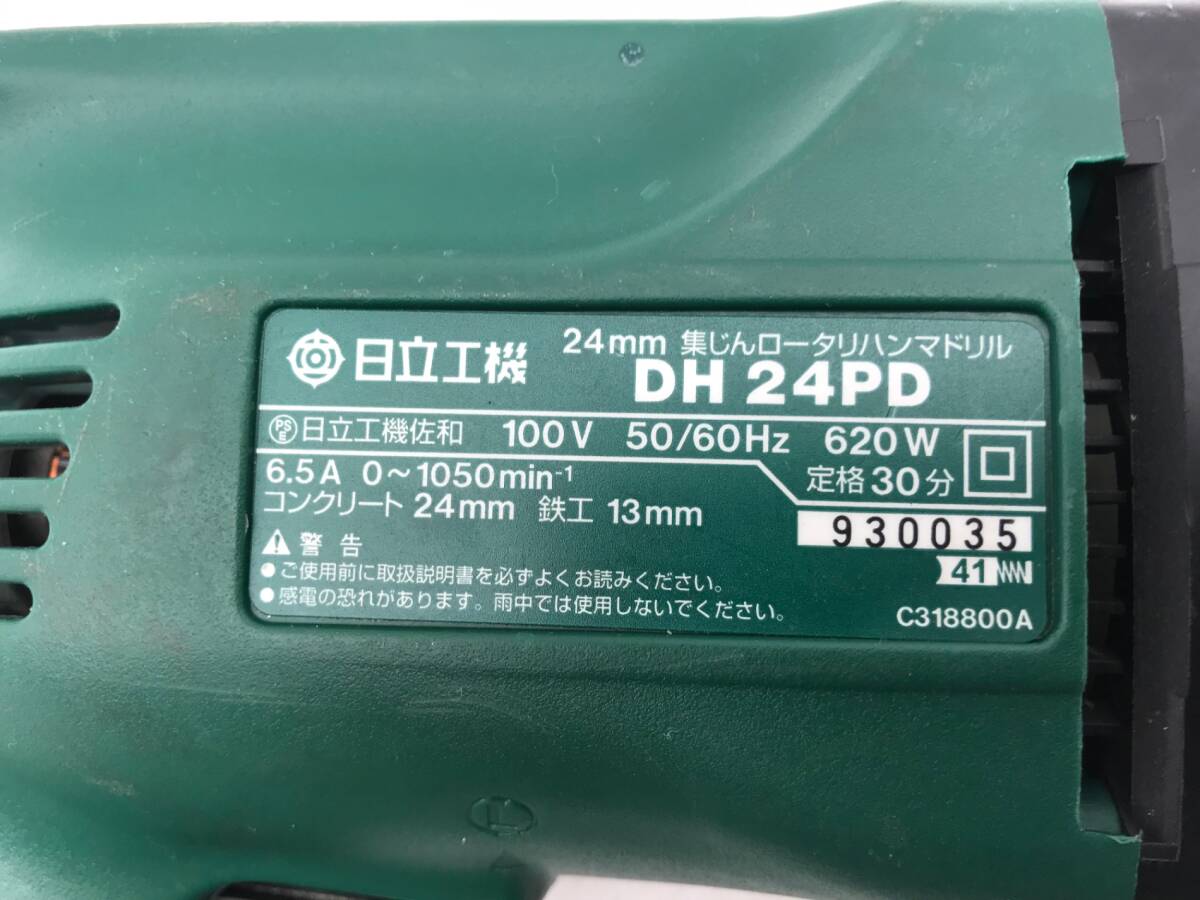 日立工機 24mm 集じんロータリハンマドリル
DH 24PD
PSE 日立工機佐和 100V 50/60Hz 620W
6.5A 0～1050min⁻¹ 定格30分
コンクリート 24mm 鉄工 13mm
930035
警告
●ご使用前に取扱説明書を必ずよくお読みください。
41
●感電の恐れがあります。雨中では使用しないでください。
C318800A